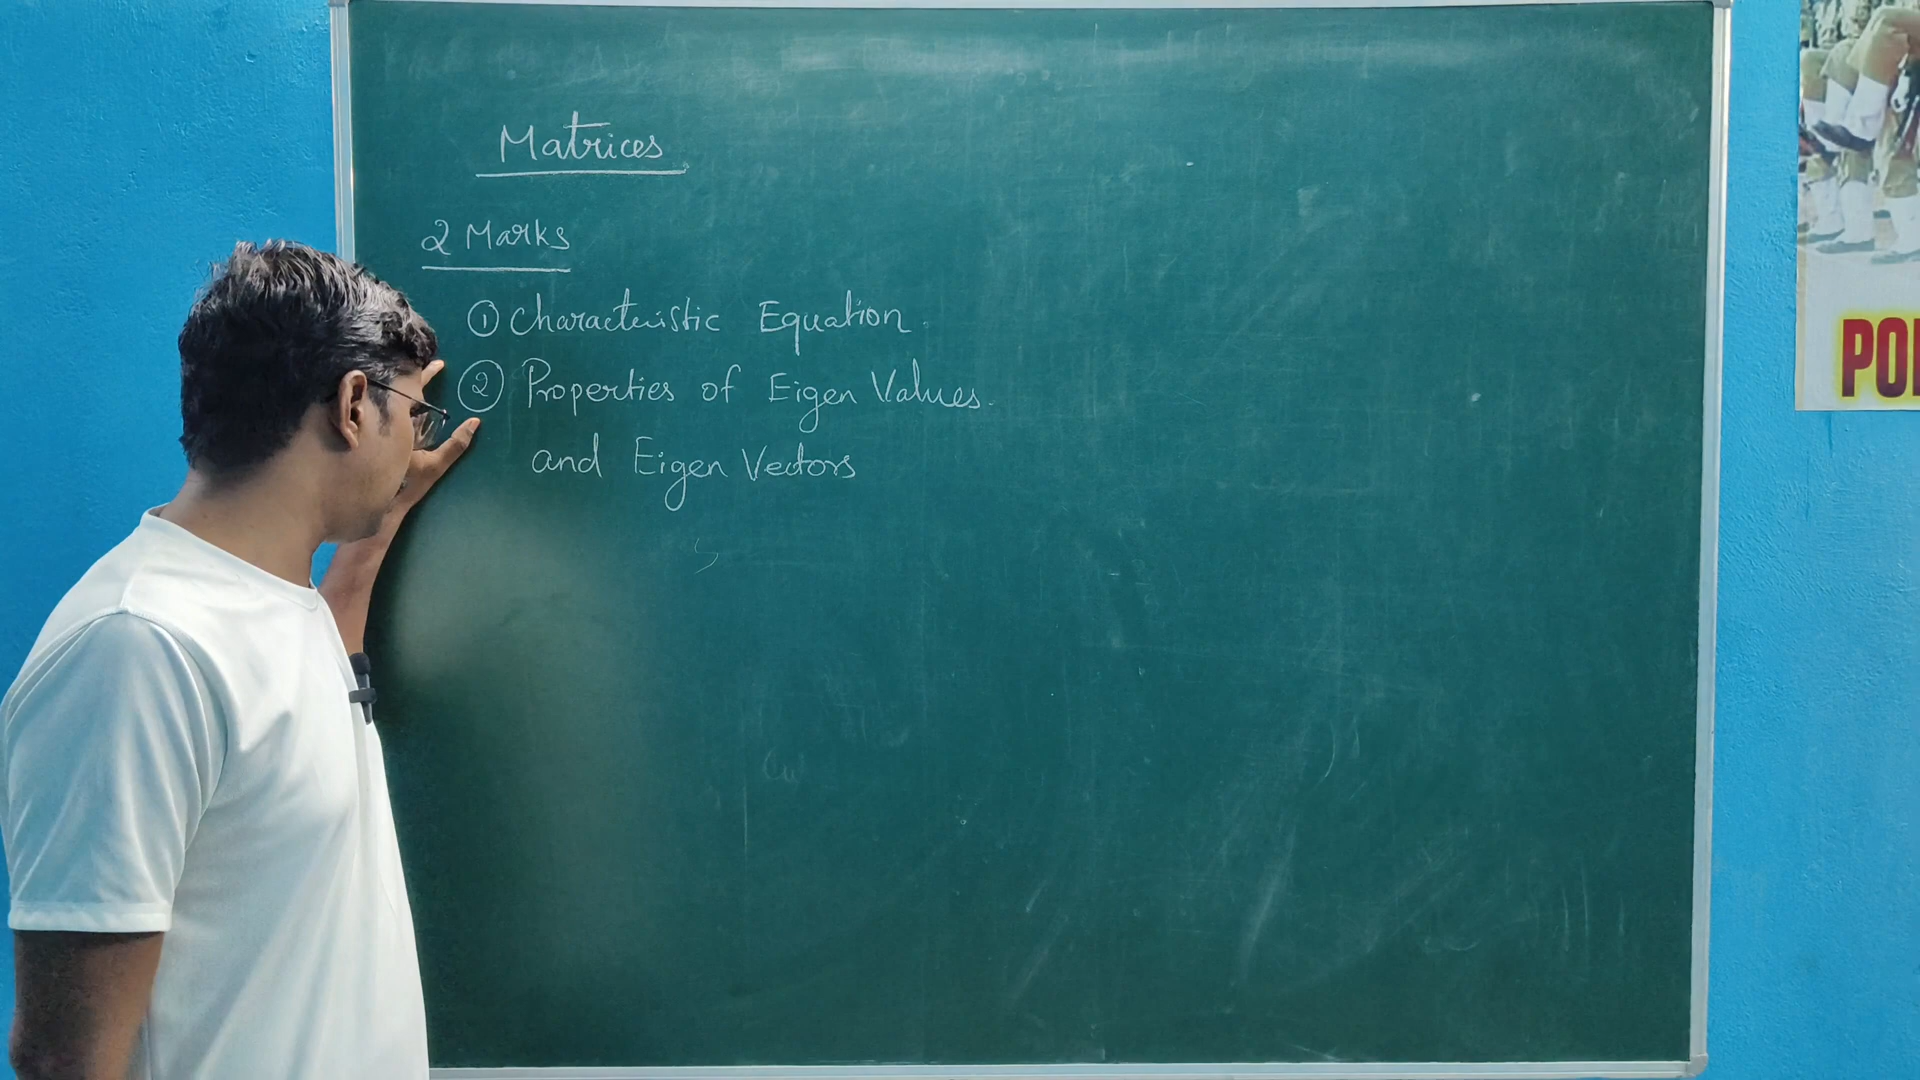 Matrices
2 Marks
① Characteristic Equation.
② Properties of Eigen Values.
and Eigen Vectors